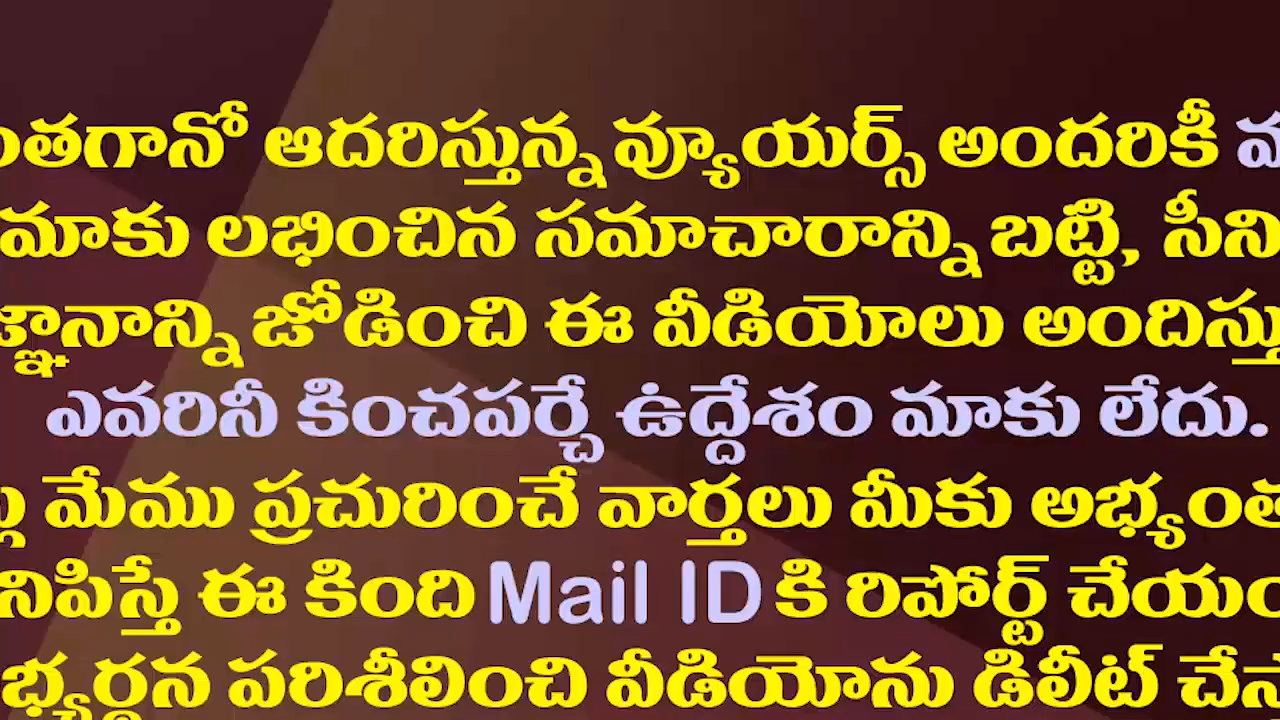 ంతగానో ఆదరిస్తున్న వ్యూయర్స్ అందరికీ
మాకు లభించిన సమాచారాన్ని బట్టి, సీని
జ్ఞానాన్ని జోడించి ఈ వీడియోలు అందిస్తు
ఎవరినీ కించపర్చే ఉద్దేశం మాకు లేదు.
మేము ప్రచురించే వార్తలు మీకు అభ్యంత
నిపిస్తే ఈ కింది Mail ID కి రిపోర్ట్ చేయం
భ్యర్థన పరిశీలించి వీడియోను డిలీట్ చేస